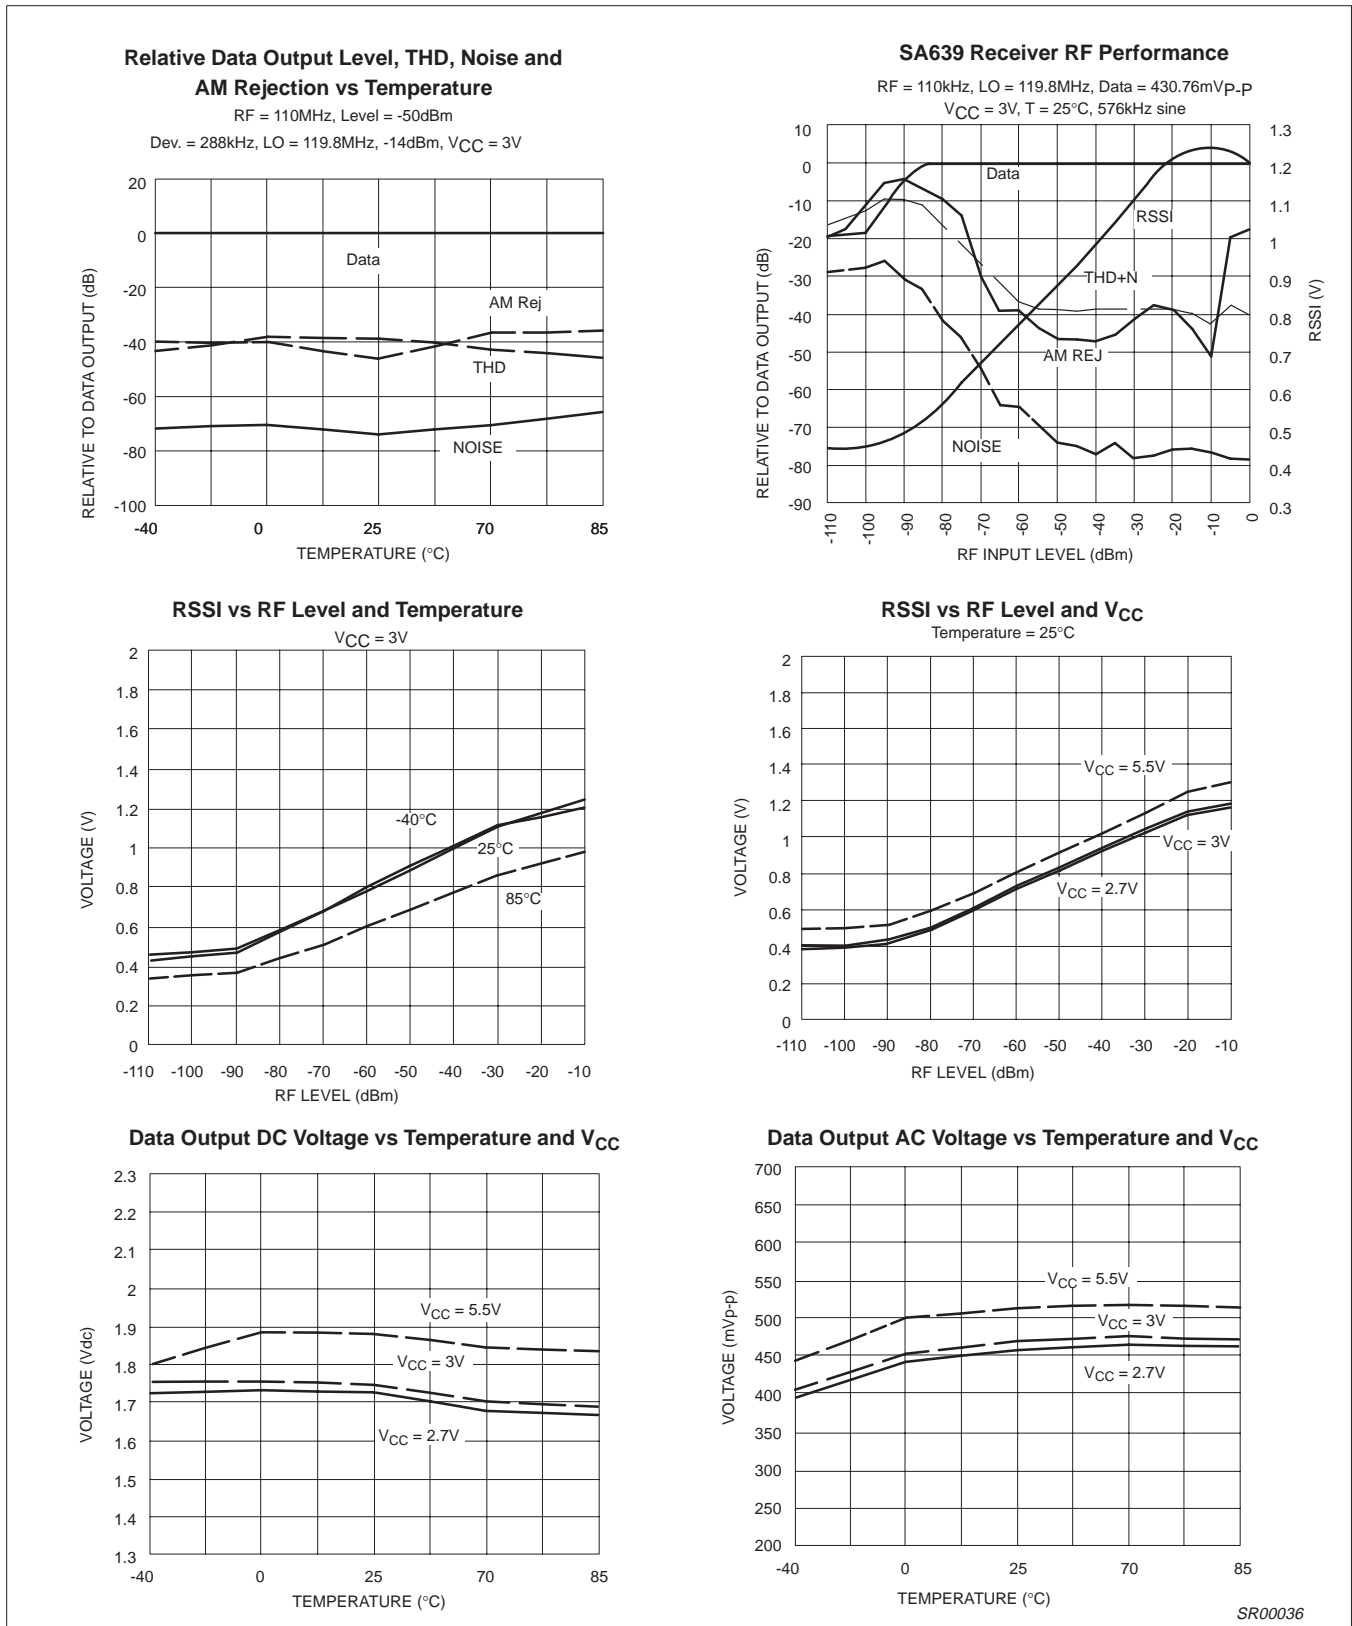 Relative Data Output Level, THD, Noise and
AM Rejection vs Temperature
RF = 110MHz, Level = -50dBm
Dev. = 288kHz, LO = 119.8MHz, -14dBm, VCC = 3V
20
0
-20
-40
-60
-80
-100
RELATIVE TO DATA OUTPUT (dB)
Data
AM Rej
THD
NOISE
-40 0 25 70 85
TEMPERATURE (°C)
SA639 Receiver RF Performance
RF = 110kHz, LO = 119.8MHz, Data = 430.76mVP-P
VCC = 3V, T = 25°C, 576kHz sine
10
0
-10
-20
-30
-40
-50
-60
-70
-80
-90
RELATIVE TO DATA OUTPUT (dB)
Data
RSSI
THD+N
AM REJ
NOISE
1.3
1.2
1.1
1
0.9
0.8
0.7
0.6
0.5
0.4
0.3
RSSI (V)
-110 -100 -90 -80 -70 -60 -50 -40 -30 -20 -10 0
RF INPUT LEVEL (dBm)
RSSI vs RF Level and Temperature
VCC = 3V
2
1.8
1.6
1.4
1.2
1
0.8
0.6
0.4
0.2
0
VOLTAGE (V)
-40°C
25°C
85°C
-110 -100 -90 -80 -70 -60 -50 -40 -30 -20 -10
RF LEVEL (dBm)
RSSI vs RF Level and VCC
Temperature = 25°C
2
1.8
1.6
1.4
1.2
1
0.8
0.6
0.4
0.2
0
VOLTAGE (V)
VCC = 5.5V
VCC = 3V
VCC = 2.7V
-110 -100 -90 -80 -70 -60 -50 -40 -30 -20 -10
RF LEVEL (dBm)
Data Output DC Voltage vs Temperature and VCC
2.3
2.2
2.1
2
1.9
1.8
1.7
1.6
1.5
1.4
1.3
VOLTAGE (Vdc)
VCC = 5.5V
VCC = 3V
VCC = 2.7V
-40 0 25 70 85
TEMPERATURE (°C)
Data Output AC Voltage vs Temperature and VCC
700
650
600
550
500
450
400
350
300
250
200
VOLTAGE (mVp-p)
VCC = 5.5V
VCC = 3V
VCC = 2.7V
-40 0 25 70 85
TEMPERATURE (°C)
SR00036